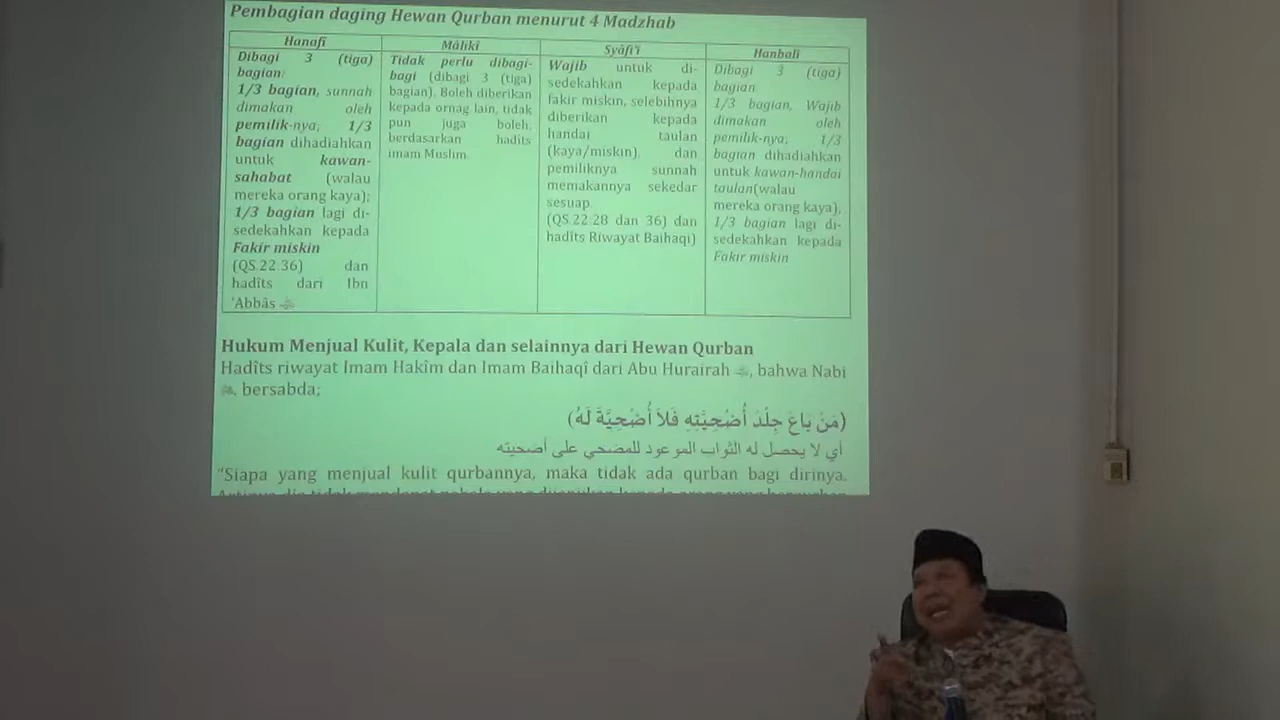 Pembagian daging Hewan Qurban menurut 4 Madzhab
Hanafî
Dibagi 3 (tiga)
bagian;
1/3 bagian, sunnah
dimakan oleh
pemilik-nya; 1/3
bagian dihadiahkan
untuk kawan-
sahabat (walau
mereka orang kaya);
1/3 bagian lagi di-
sedekahkan kepada
Fakir miskin
(QS.22:36) dan
hadîts dari Ibn
'Abbâs
Mâlikî
Tidak perlu dibagi-
bagi (dibagi 3 (tiga)
bagian). Boleh diberikan
kepada ornag lain, tidak
pun juga boleh,
berdasarkan hadîts
imam Muslim
Syâfi'î
Wajib untuk di-
sedekahkan kepada
fakir miskin, selebihnya
diberikan kepada
handai taulan
(kaya/miskin), dan
pemiliknya sunnah
memakannya sekedar
sesuap.
(QS.22:28 dan 36) dan
hadîts Riwayat Baihaqi)
Hanbalî
Dibagi 3 (tiga)
bagian.
1/3 bagian, Wajib
dimakan oleh
pemilik-nya; 1/3
bagian dihadiahkan
untuk kawan-handai
taulan(walau
mereka orang kaya),
1/3 bagian lagi di-
sedekahkan kepada
Fakir miskin
Hukum Menjual Kulit, Kepala dan selainnya dari Hewan Qurban
Hadîts riwayat Imam Hakîm dan Imam Baihaqî dari Abu Hurairah , bahwa Nabi
, bersabda;
(مَنْ بَاعَ جِلْدَ أُضْحِيَّتِهِ فَلاَ أُضْحِيَّةَ لَهُ)
أي لا يحصل له الثواب الموعود للمضحي على أضحيته
"Siapa yang menjual kulit qurbannya, maka tidak ada qurban bagi dirinya.